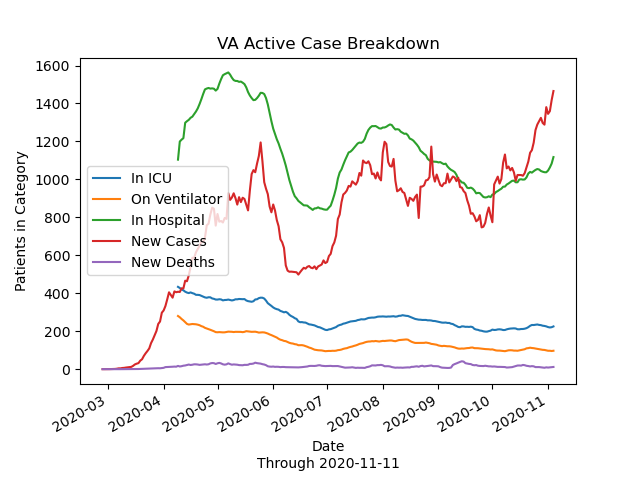 VA Active Case Breakdown
1600
1400
1200
1000
800
600
400
200
0
Patients in Category
In ICU
On Ventilator
In Hospital
New Cases
New Deaths
2020-03
2020-04
2020-05
2020-06
2020-07
2020-08
2020-09
2020-10
2020-11
Date
Through 2020-11-11